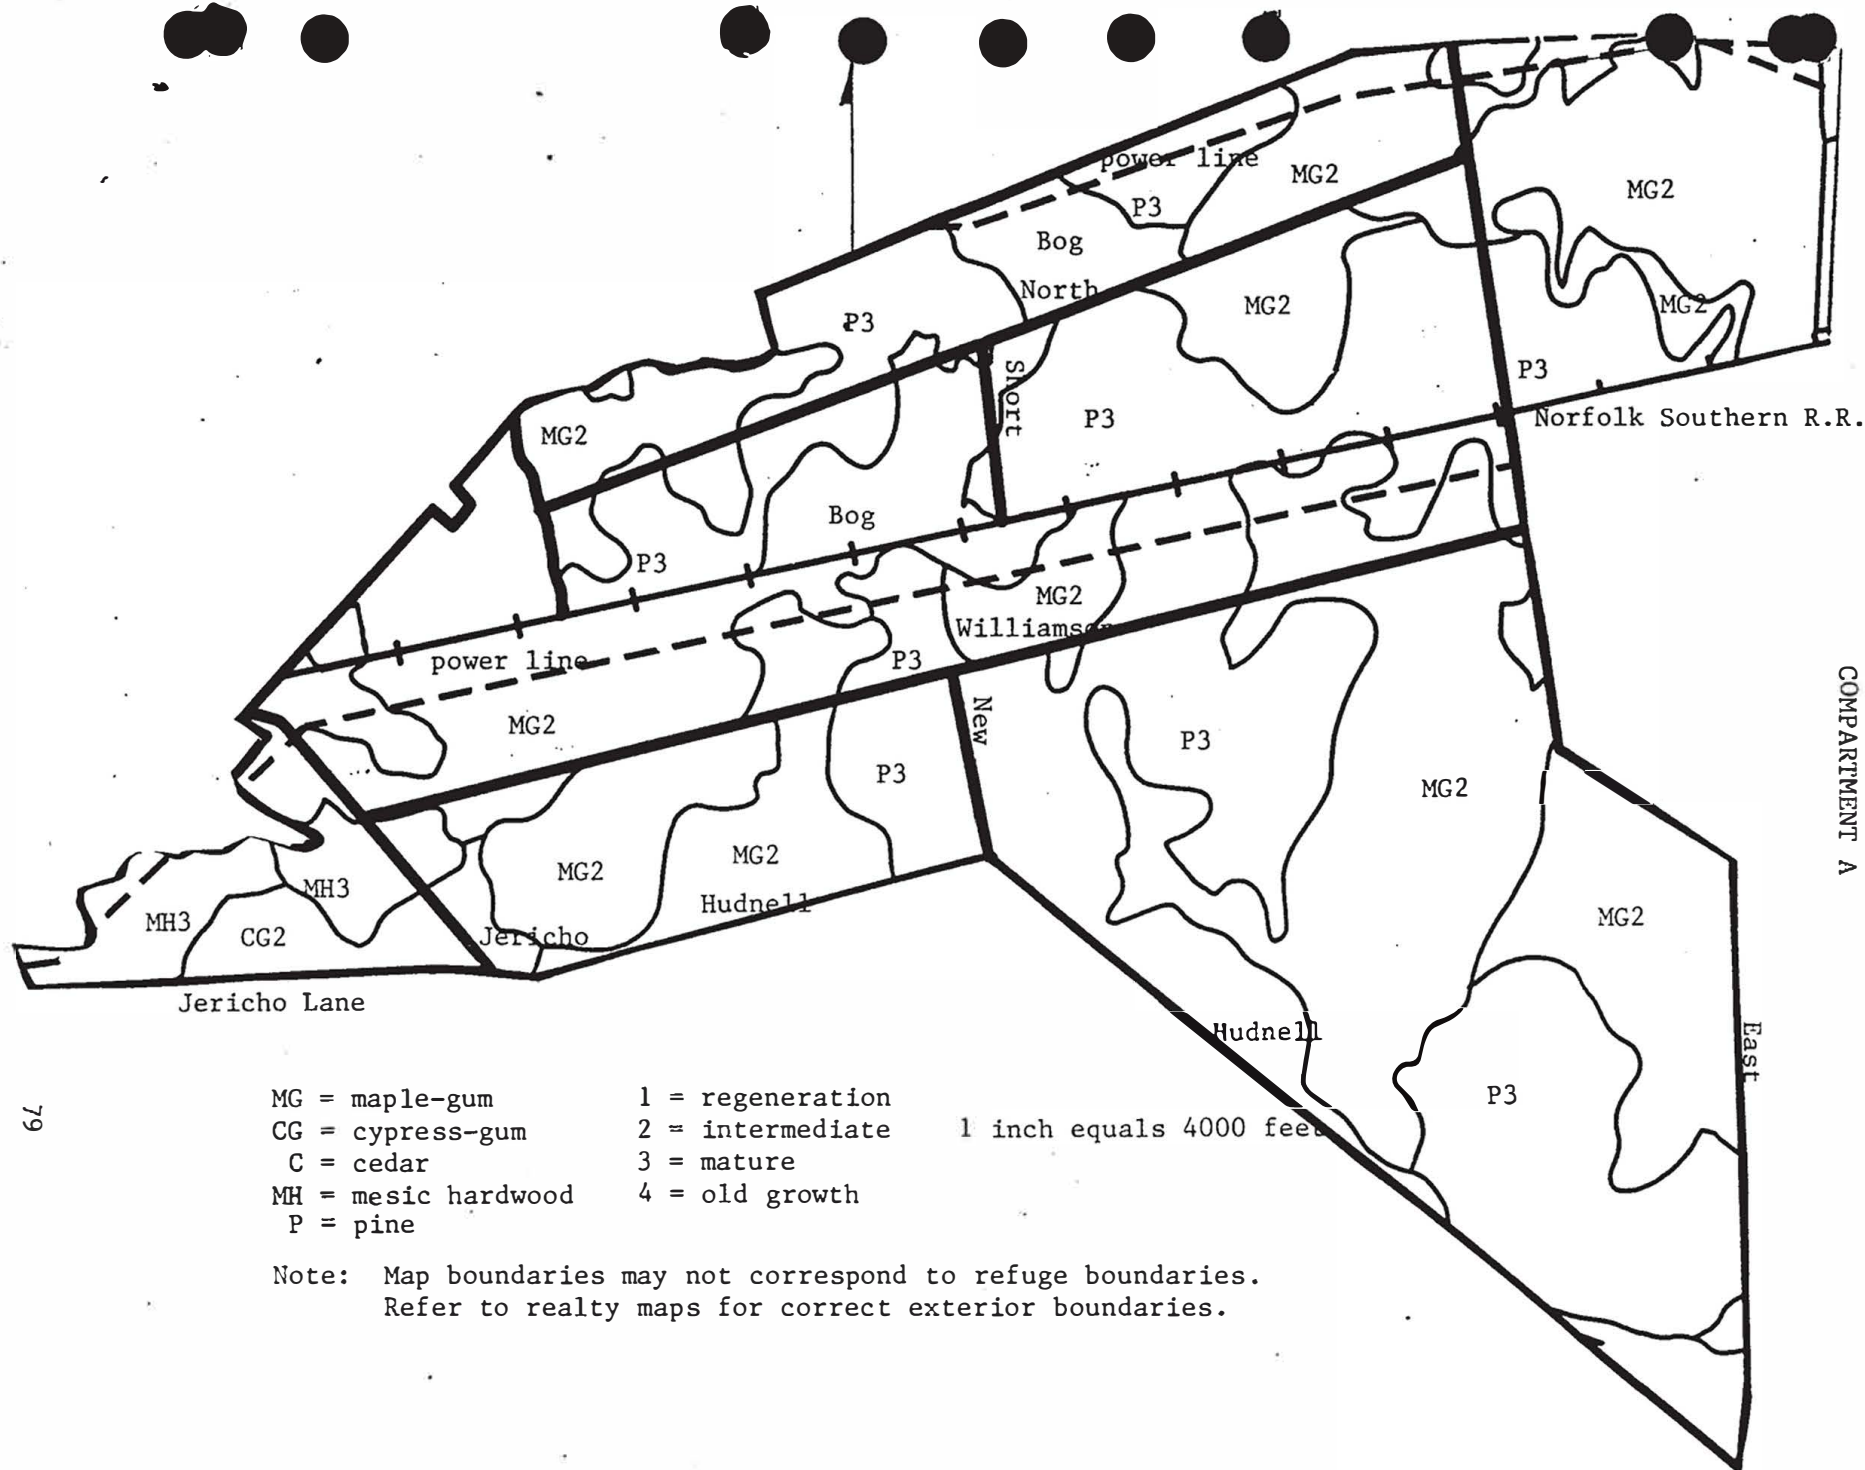 power line
MG2
MG2
P3
Bog
North
MG2
MG2
P3
P3
Short
P3
Norfolk Southern R.R.
MG2
Bog
P3
MG2
Williamson
power line
P3
MG2
New
P3
P3
MG2
COMPARTMENT A
MG2
MG2
Hudnell
MH3
MH3
CG2
Jericho
MG2
Jericho Lane
Hudnell
East
P3
79
MG = maple-gum
CG = cypress-gum
C = cedar
MH = mesic hardwood
P = pine
1 = regeneration
2 = intermediate
3 = mature
4 = old growth
1 inch equals 4000 feet
Note: Map boundaries may not correspond to refuge boundaries.
Refer to realty maps for correct exterior boundaries.